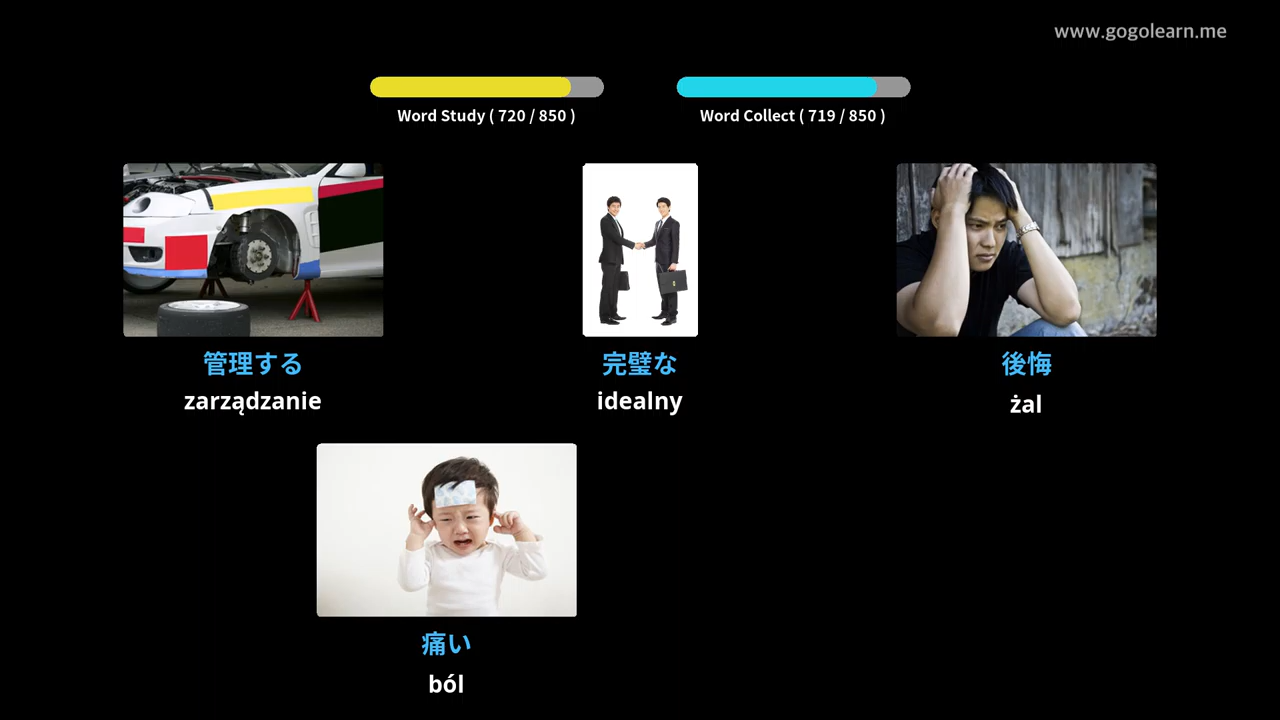 www.gogolearn.me
Word Study ( 720 / 850 )
Word Collect ( 719 / 850 )
管理する
zarządzanie
完璧な
idealny
後悔
żal
痛い
ból